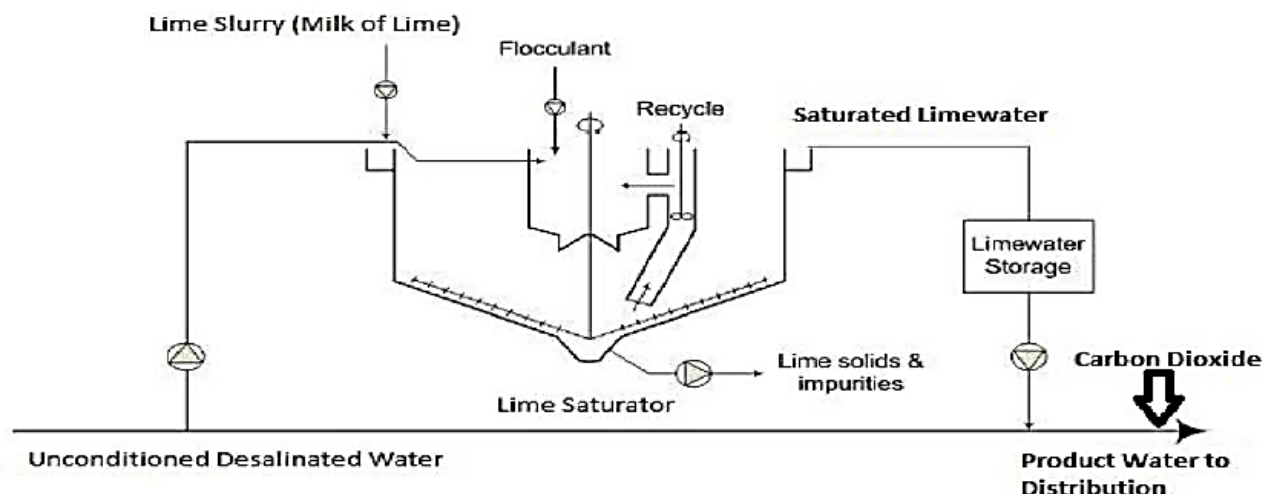 Lime Slurry (Milk of Lime)
Flocculant
Recycle
Saturated Limewater
Limewater
Storage
Carbon Dioxide
Lime solids &
impurities
Lime Saturator
Unconditioned Desalinated Water
Product Water to
Distribution